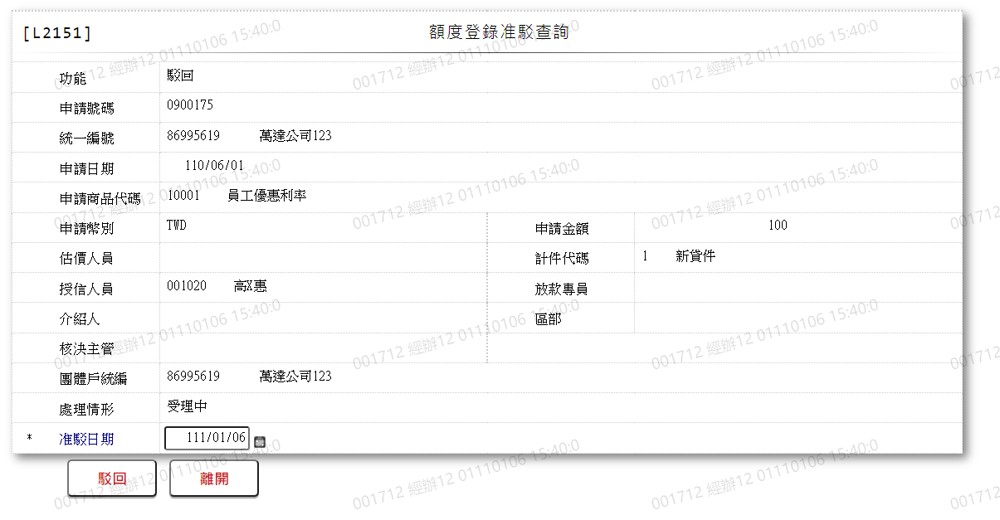 [L2151] 額度登錄准駁查詢
功能 駁回
申請號碼 0900175
統一編號 86995619 萬達公司123
申請日期 110/06/01
申請商品代碼 10001 員工優惠利率
申請幣別 TWD 申請金額 100
估價人員 計件代碼 1 新貸件
授信人員 001020 高X惠 放款專員
介紹人 區部
核決主管
團體戶統編 86995619 萬達公司123
處理情形 受理中
* 准駁日期 111/01/06
駁回 離開
001712 經辦12 01110106 15:40:0